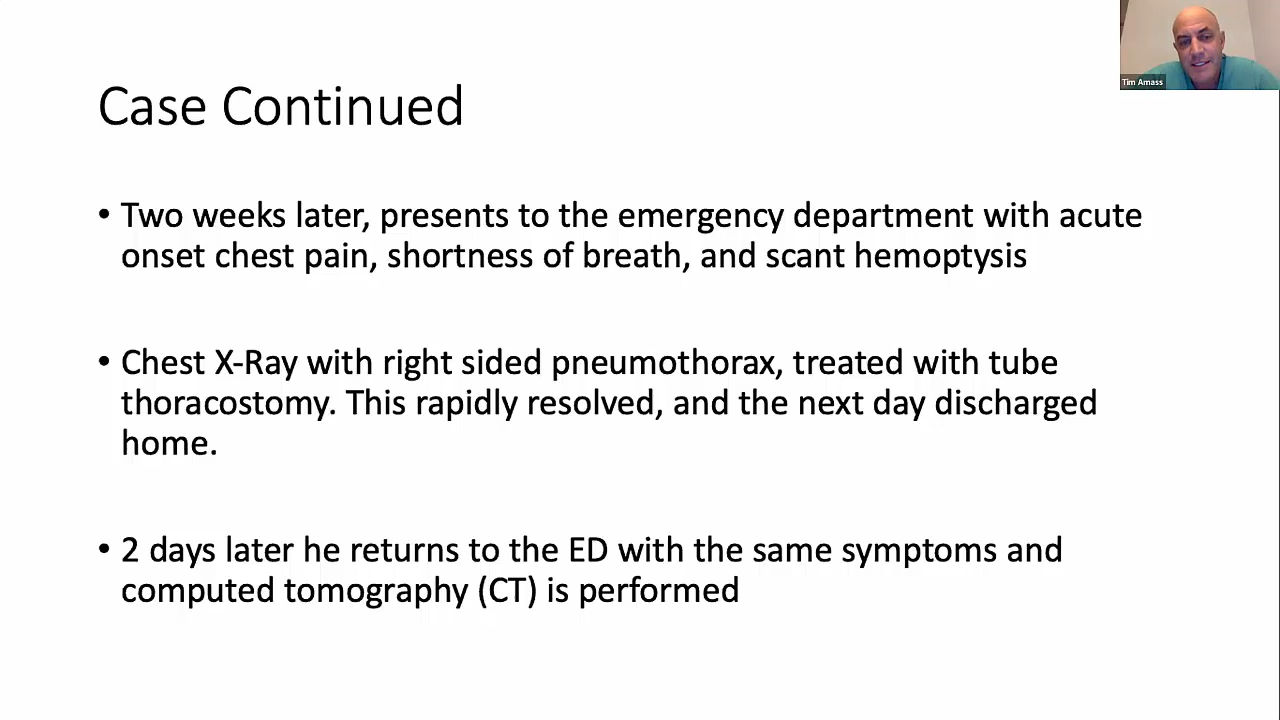 Tim Amass
Case Continued
• Two weeks later, presents to the emergency department with acute
onset chest pain, shortness of breath, and scant hemoptysis
• Chest X-Ray with right sided pneumothorax, treated with tube
thoracostomy. This rapidly resolved, and the next day discharged
home.
• 2 days later he returns to the ED with the same symptoms and
computed tomography (CT) is performed